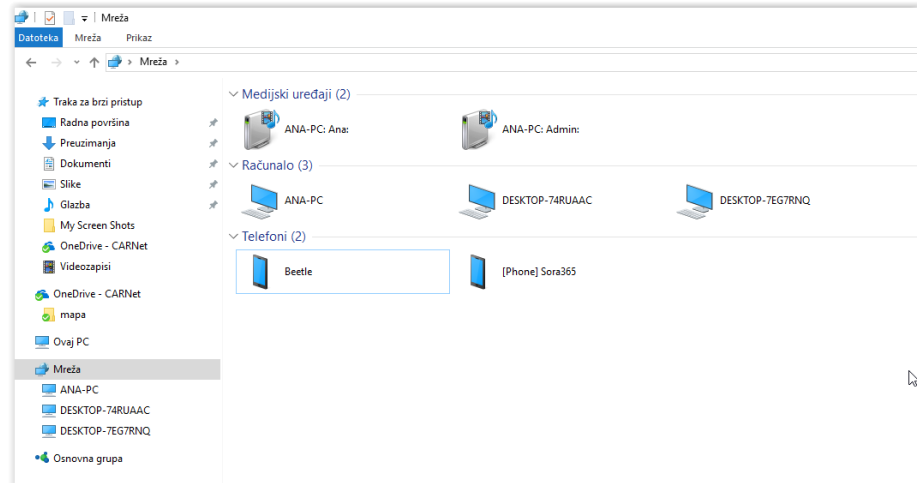 Mreža
Datoteka Mreža Prikaz
Mreža
Traka za brzi pristup
Radna površina
Preuzimanja
Dokumenti
Slike
Glazba
My Screen Shots
OneDrive - CARNet
Videozapisi
OneDrive - CARNet
mapa
Ovaj PC
Mreža
ANA-PC
DESKTOP-74RUAAC
DESKTOP-7EG7RNQ
Osnovna grupa
Medijski uređaji (2)
ANA-PC: Ana:
ANA-PC: Admin:
Računalo (3)
ANA-PC
DESKTOP-74RUAAC
DESKTOP-7EG7RNQ
Telefoni (2)
Beetle
[Phone] Sora365